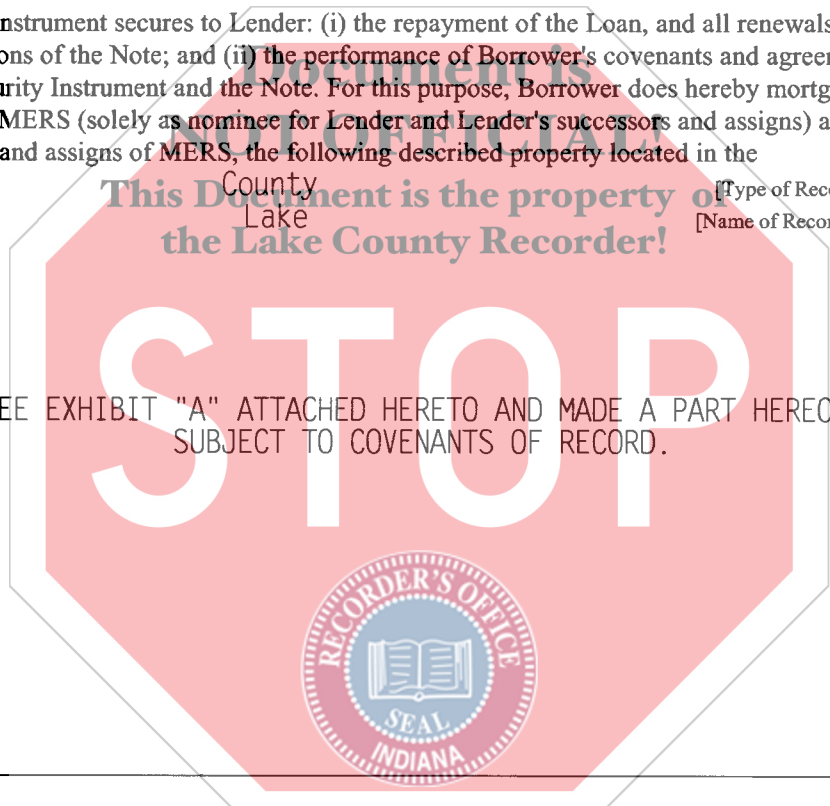 nstrument secures to Lender: (i) the repayment of the Loan, and all renewals
ons of the Note; and (ii) the performance of Borrower's covenants and agreer
rity Instrument and the Note. For this purpose, Borrower does hereby mortg
MERS (solely as nominee for Lender and Lender's successors and assigns) a
and assigns of MERS, the following described property located in the
Document is
NOT OFFICIAL!
This Document is the property of
the Lake County Recorder!
County [Type of Reco
Lake [Name of Recor
STOP
EE EXHIBIT "A" ATTACHED HERETO AND MADE A PART HEREO
SUBJECT TO COVENANTS OF RECORD.
RECORDER'S OFFICE
SEAL
INDIANA